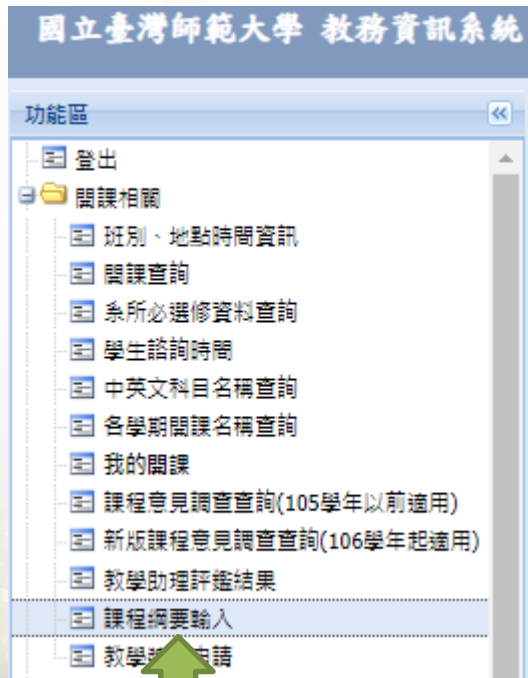 國立臺灣師範大學 教務資訊系統
功能區
登出
開課相關
班別、地點時間資訊
開課查詢
系所必選修資料查詢
學生諮詢時間
中英文科目名稱查詢
各學期開課名稱查詢
我的開課
課程意見調查查詢(105學年以前適用)
新版課程意見調查查詢(106學年起適用)
教學助理評鑑結果
課程綱要輸入
教學 申請